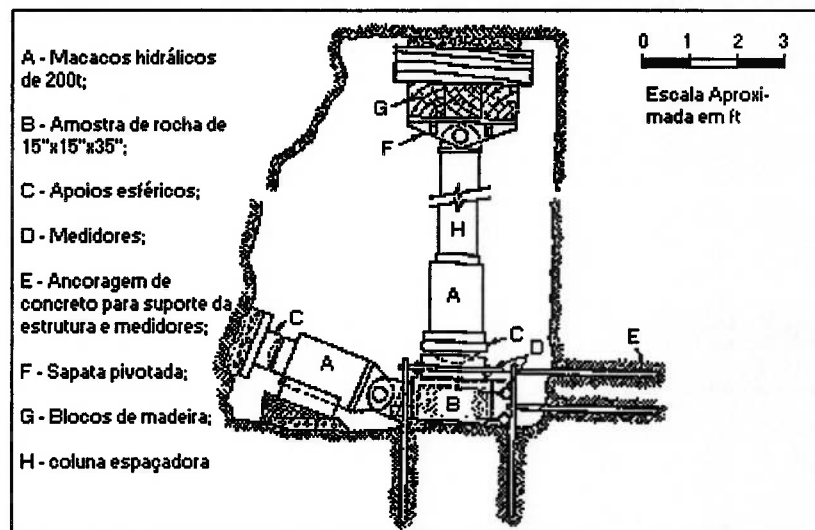 A - Macacos hidrálicos
de 200t;
B - Amostra de rocha de
15"x15"x35";
C - Apoios esféricos;
D - Medidores;
E - Ancoragem de
concreto para suporte da
estrutura e medidores;
F - Sapata pivotada;
G - Blocos de madeira;
H - coluna espaçadora
0 1 2 3
Escala Aproxi-
mada em ft
G
F
H
A
C
D
E
C
A
B